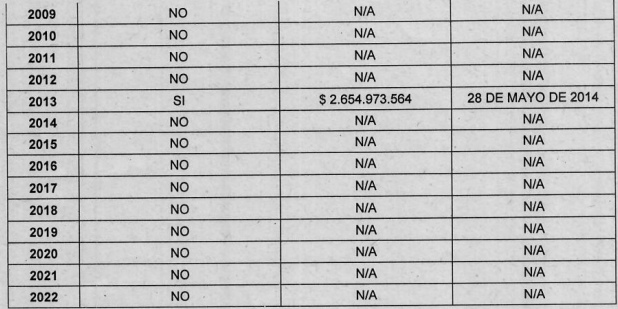 2009 NO N/A N/A
2010 NO N/A N/A
2011 NO N/A N/A
2012 NO N/A N/A
2013 SI $ 2.654.973.564 28 DE MAYO DE 2014
2014 NO N/A N/A
2015 NO N/A N/A
2016 NO N/A N/A
2017 NO N/A N/A
2018 NO N/A N/A
2019 NO N/A N/A
2020 NO N/A N/A
2021 NO N/A N/A
2022 NO N/A N/A